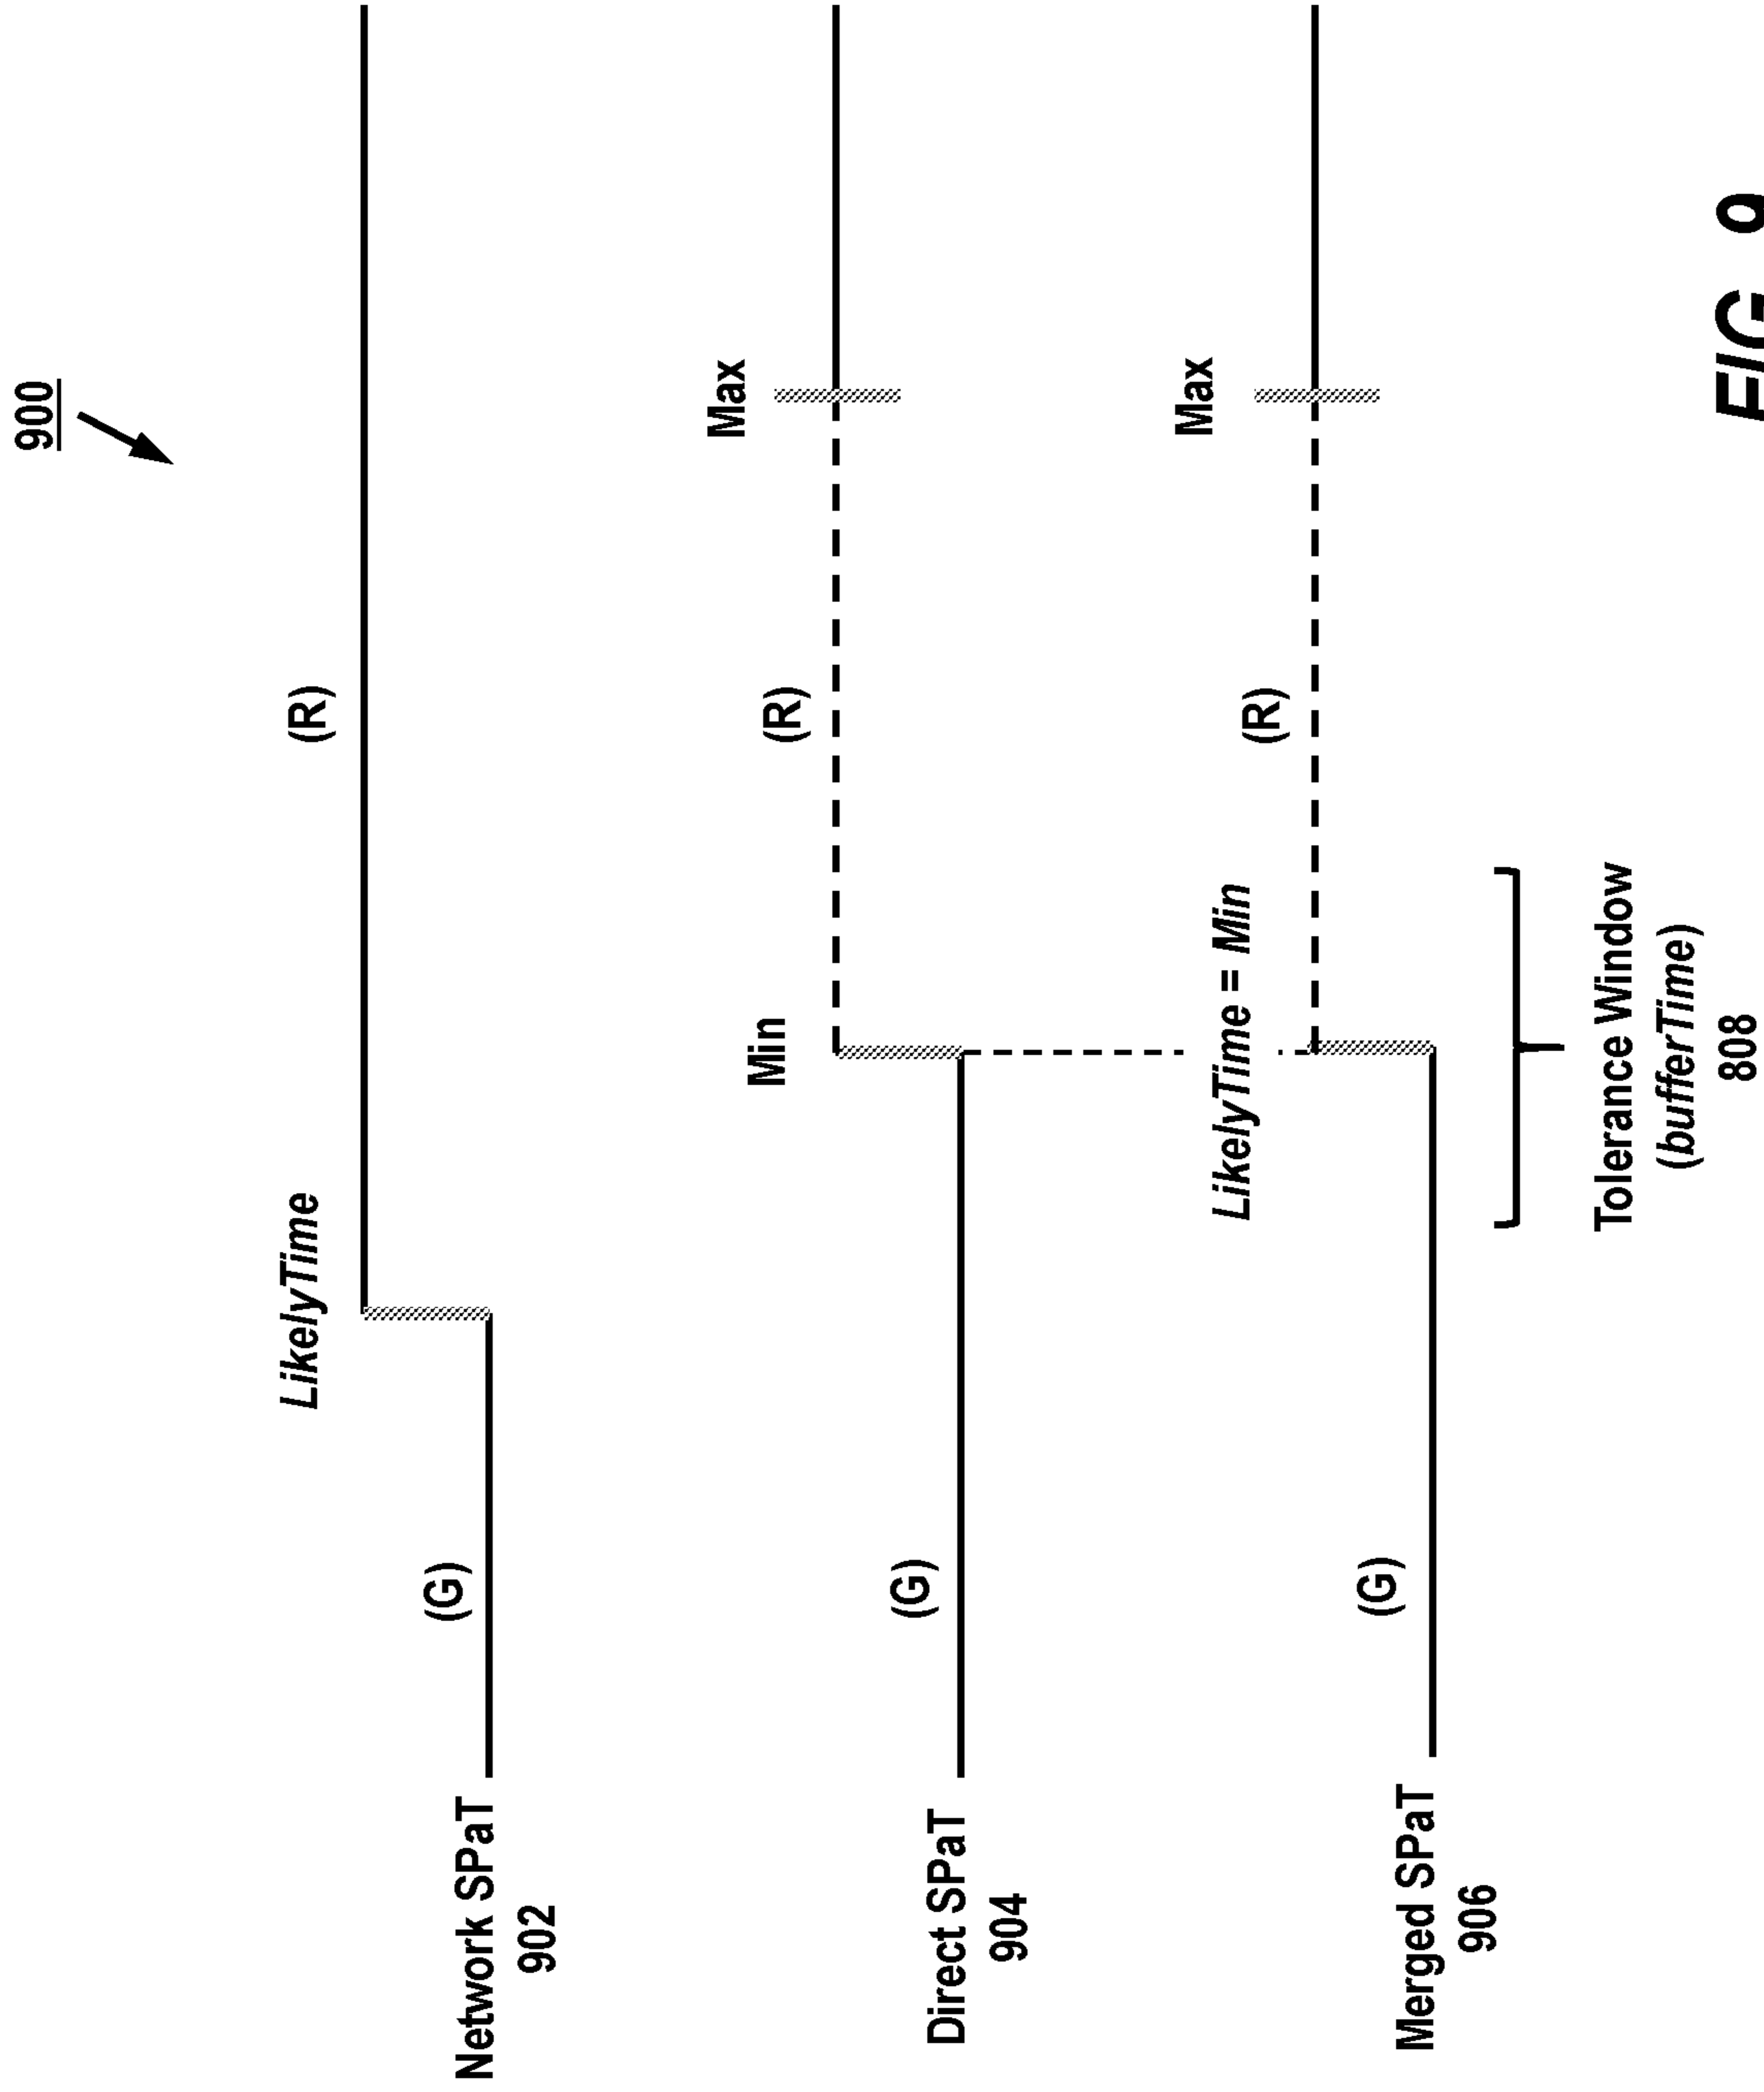 900
LikelyTime
(R)
(G)
Network SPaT
902
Min
Max
(R)
(G)
Direct SPaT
904
LikelyTime = Min
Max
(R)
(G)
Merged SPaT
906
Tolerance Window
(bufferTime)
808
FIG 9